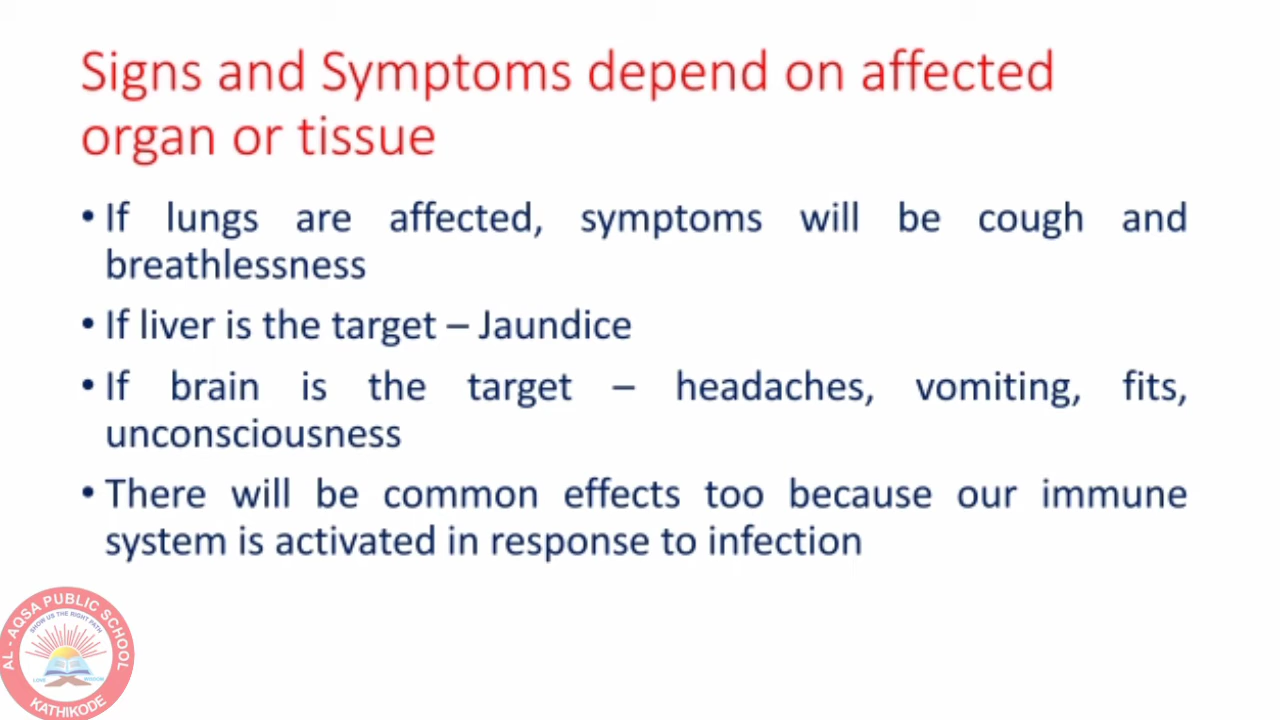 Signs and Symptoms depend on affected
organ or tissue
• If lungs are affected, symptoms will be cough and
breathlessness
• If liver is the target – Jaundice
• If brain is the target – headaches, vomiting, fits,
unconsciousness
• There will be common effects too because our immune
system is activated in response to infection
AL - AQSA PUBLIC SCHOOL
SHOW US THE RIGHT PATH
LOVE WISDOM
KATHIKODE